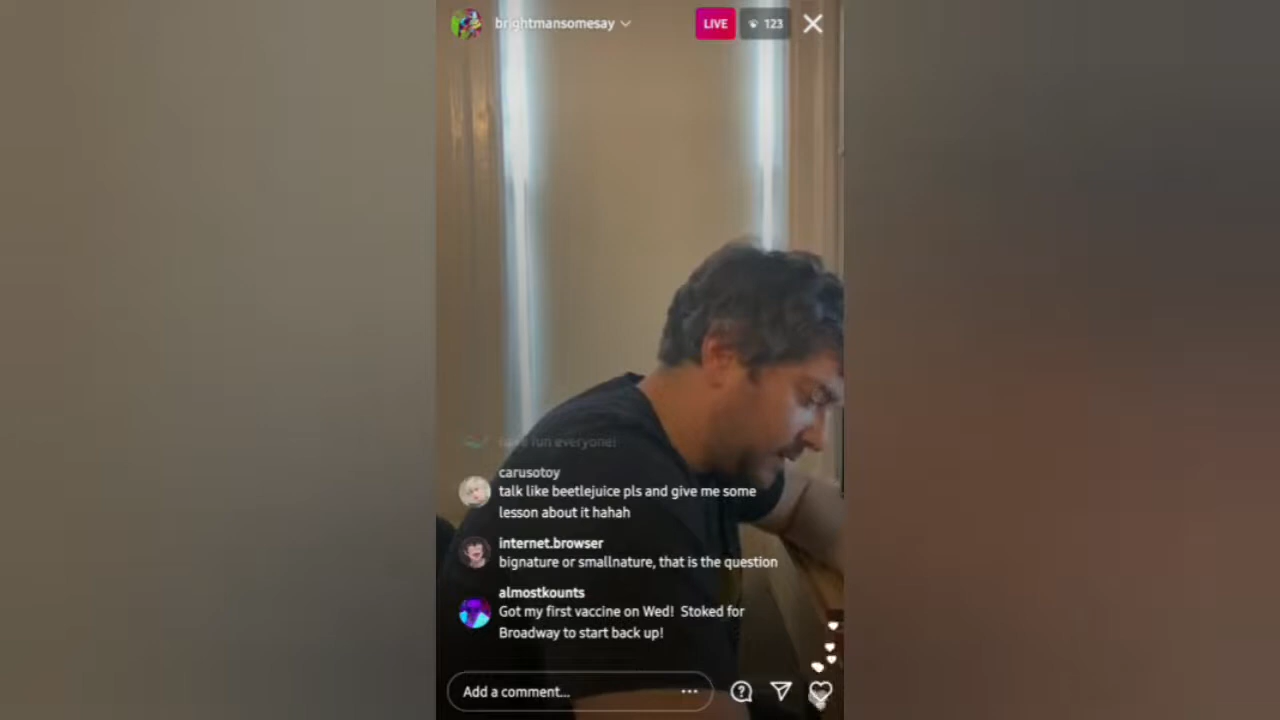 brightmansomesay
LIVE
123
fun everyone!
carusotoy
talk like beetlejuice pls and give me some
lesson about it hahah
internet.browser
bignature or smallnature, that is the question
almostkounts
Got my first vaccine on Wed! Stoked for
Broadway to start back up!
Add a comment...